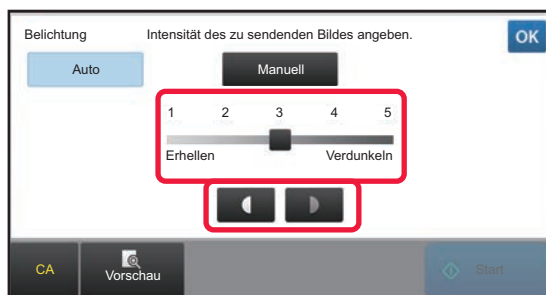 Belichtung Intensität des zu sendenden Bildes angeben. OK
Auto Manuell
1 2 3 4 5
Erhellen Verdunkeln
CA Vorschau Start